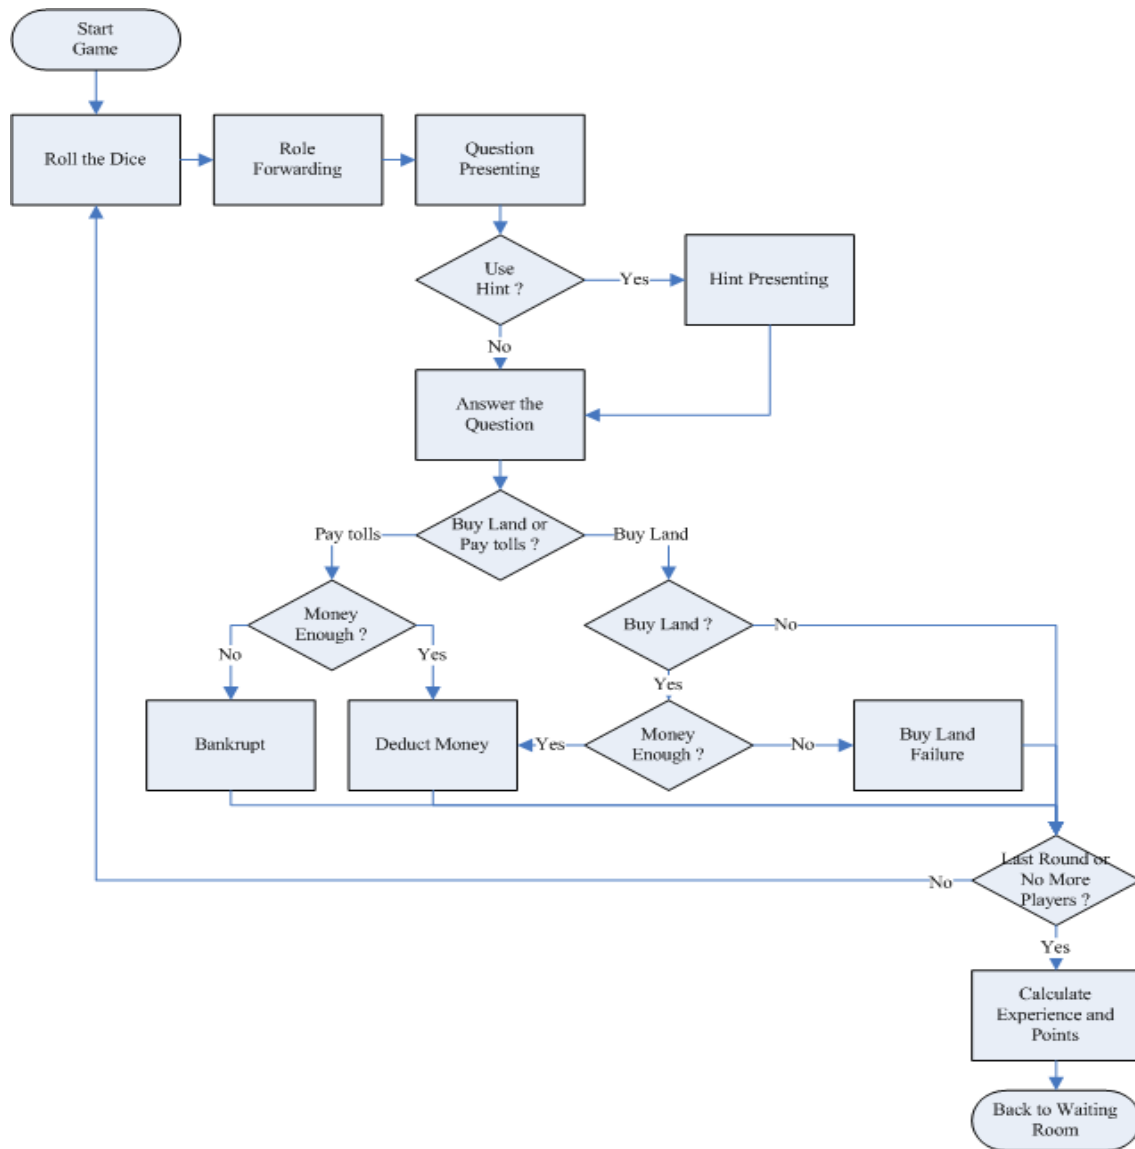 Start
Game
Roll the Dice
Role
Forwarding
Question
Presenting
Use
Hint ?
Yes
Hint Presenting
No
Answer the
Question
Buy Land or
Pay tolls ?
Pay tolls
Buy Land
Money
Enough ?
Buy Land ?
No
No
Yes
Yes
Bankrupt
Deduct Money
Yes
Money
Enough ?
No
Buy Land
Failure
Last Round or
No More
Players ?
No
Yes
Calculate
Experience and
Points
Back to Waiting
Room